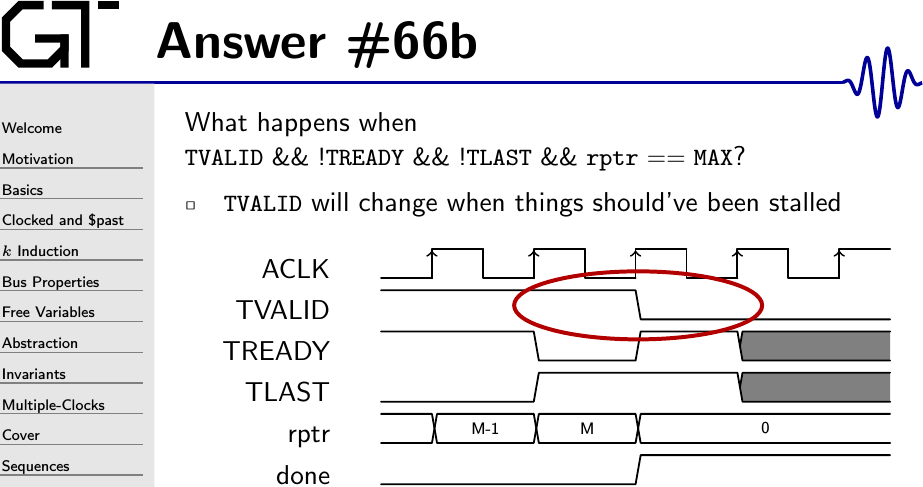 GT
Answer #66b
Welcome
Motivation
Basics
Clocked and $past
k Induction
Bus Properties
Free Variables
Abstraction
Invariants
Multiple-Clocks
Cover
Sequences
What happens when
TVALID && !TREADY && !TLAST && rptr == MAX?
TVALID will change when things should've been stalled
ACLK
TVALID
TREADY
TLAST
rptr M-1 M 0
done